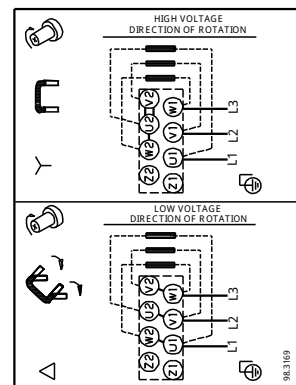 HIGH VOLTAGE
DIRECTION OF ROTATION
V2 W1 L3
U2 V1 L2
W2 U1 L1
Z2 Z1
LOW VOLTAGE
DIRECTION OF ROTATION
V2 W1 L3
U2 V1 L2
W2 U1 L1
Z2 Z1
98.3169